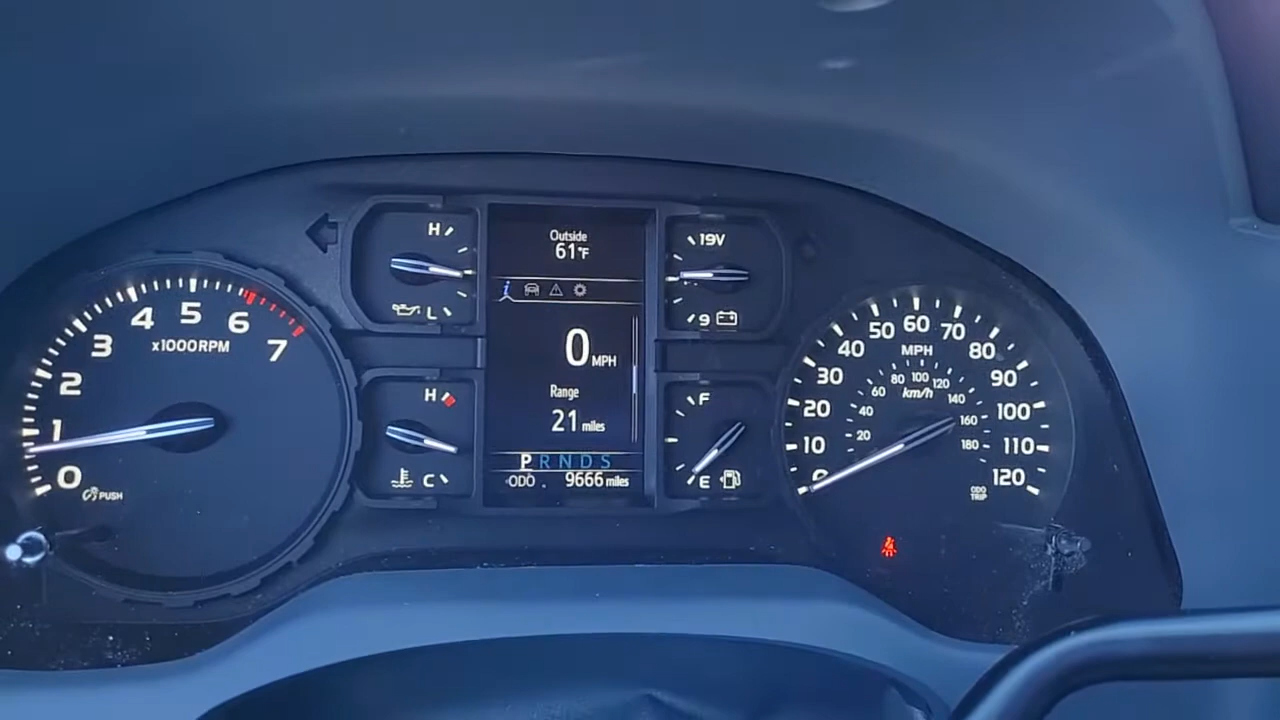 0
1
2
3
4
5
6
7
x1000RPM
PUSH
H
L
H
C
Outside
61°F
i
0 MPH
Range
21 miles
P R N D S
ODO 9666 miles
19V
9
F
E
0
10
20
30
40
50
60
70
80
90
100
110
120
MPH
20
40
60
80
100
120
140
160
180
km/h
ODO
TRIP